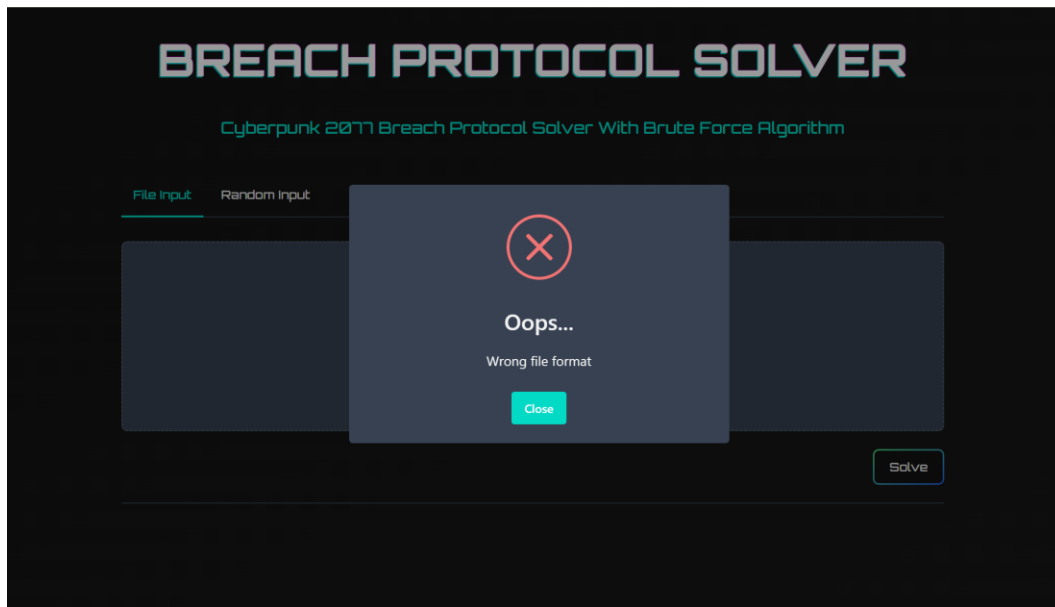 BREACH PROTOCOL SOLVER
Cyberpunk 2077 Breach Protocol Solver With Brute Force Algorithm
File Input
Random Input
Oops...
Wrong file format
Close
Solve